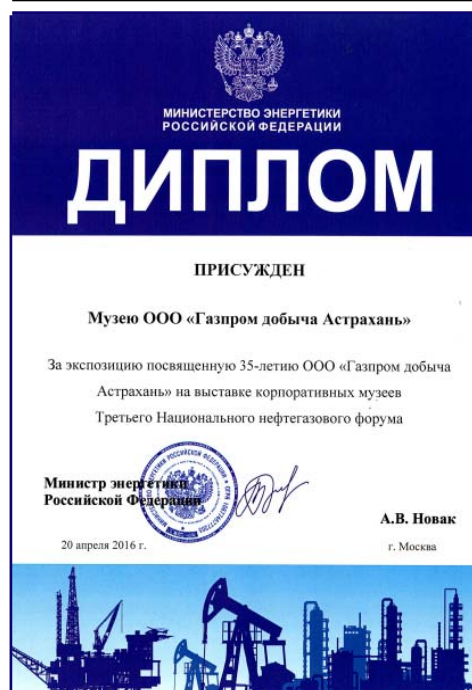 МИНИСТЕРСТВО ЭНЕРГЕТИКИ
РОССИЙСКОЙ ФЕДЕРАЦИИ
ДИПЛОМ
ПРИСУЖДЕН
Музею ООО «Газпром добыча Астрахань»
За экспозицию посвященную 35-летию ООО «Газпром добыча
Астрахань» на выставке корпоративных музеев
Третьего Национального нефтегазового форума
Министр энергетики
Российской Федерации
А.В. Новак
20 апреля 2016 г.
г. Москва